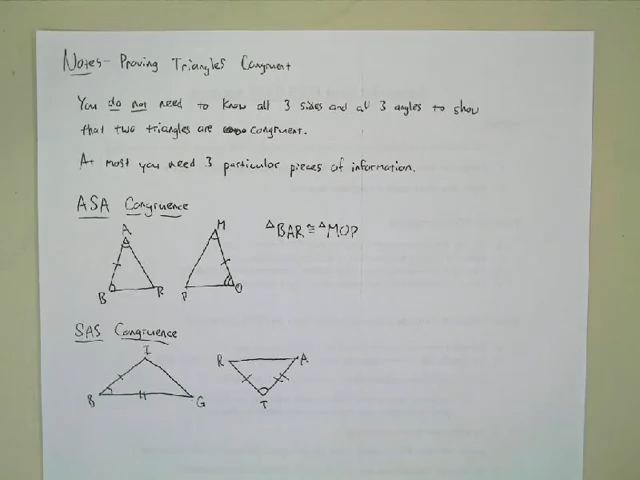 Notes - Proving Triangles Congruent
You do not need to know all 3 sides and all 3 angles to show
that two triangles are congruent.
At most you need 3 particular pieces of information.
ASA Congruence
A M △BAR ≅ △MOP
B R P O
SAS Congruence
I R A
B G T